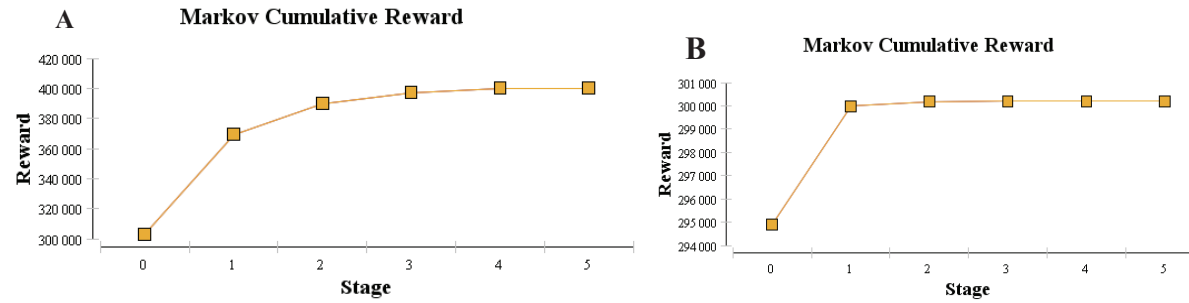 A
Markov Cumulative Reward
420 000
400 000
380 000
360 000
340 000
320 000
300 000
Reward
0 1 2 3 4 5
Stage
B
Markov Cumulative Reward
301 000
300 000
299 000
298 000
297 000
296 000
295 000
294 000
Reward
0 1 2 3 4 5
Stage